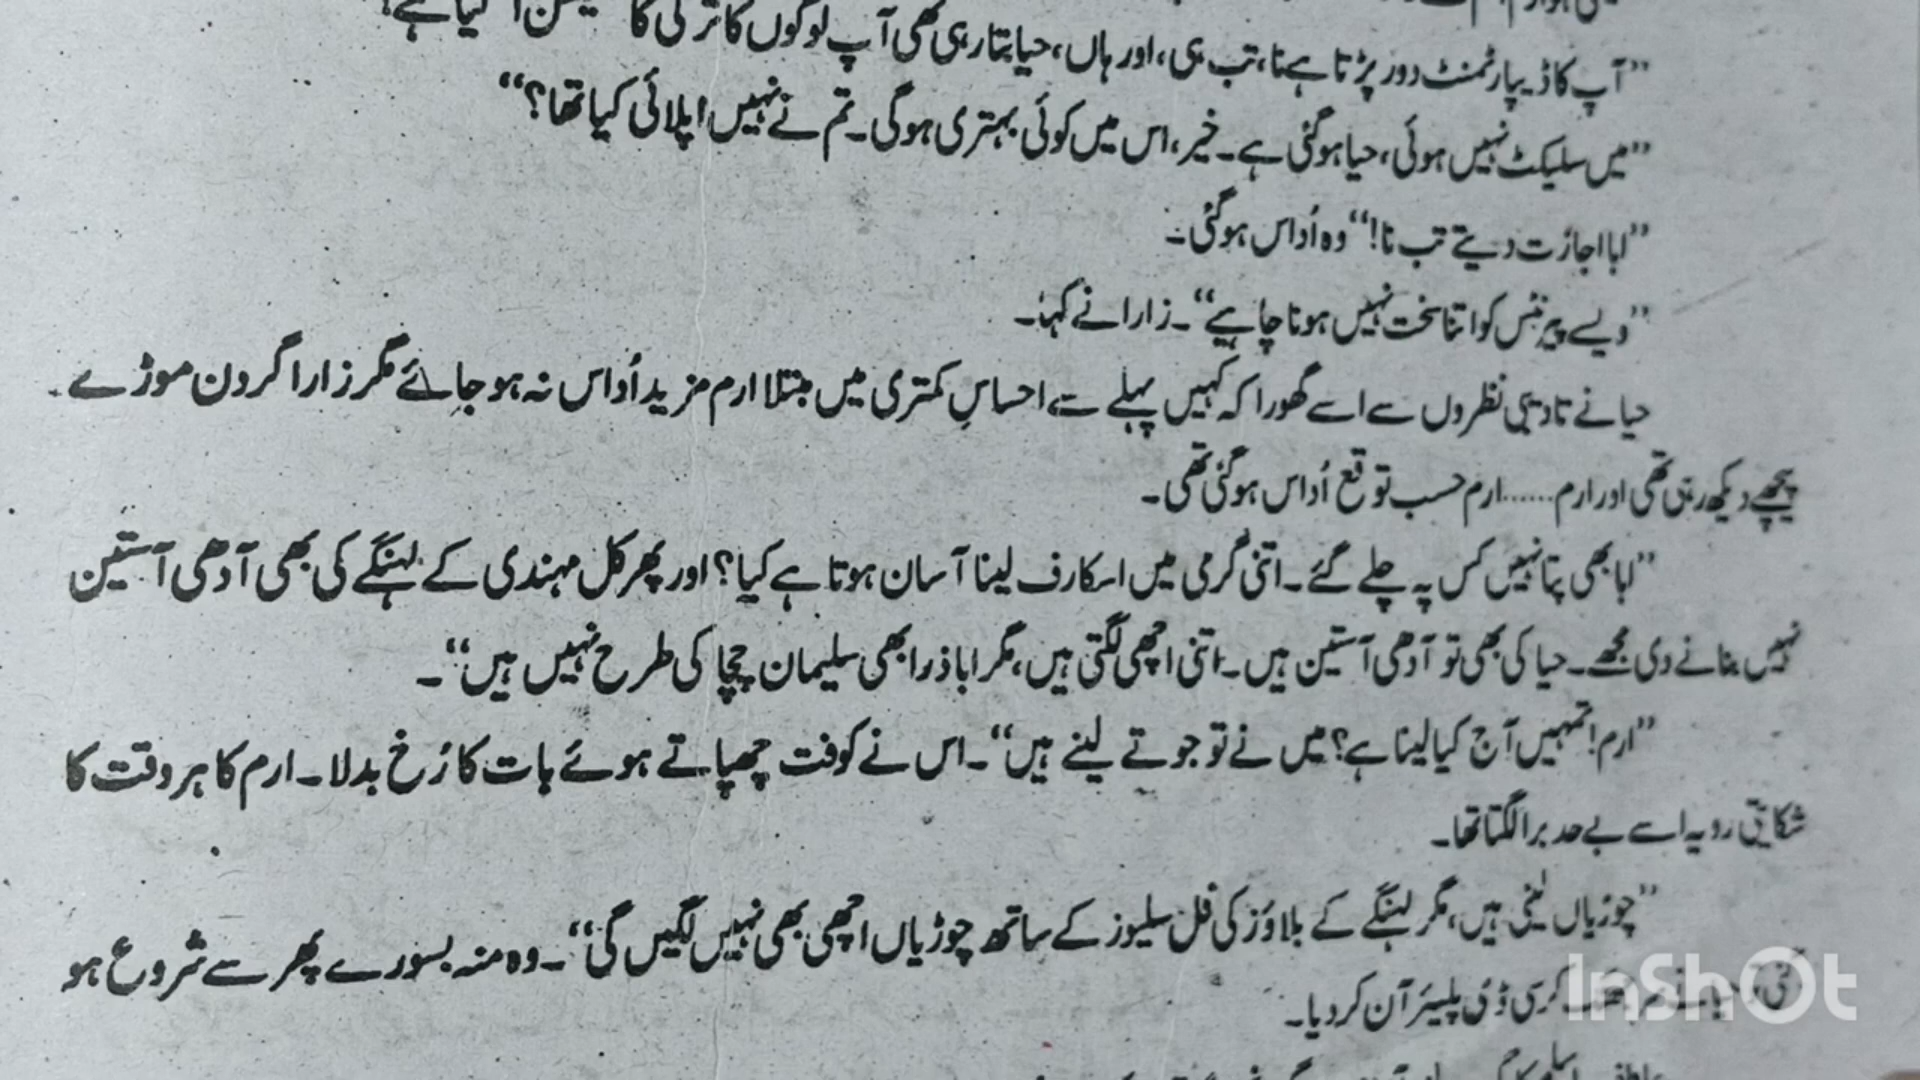 ”آپ کا ڈیپارٹمنٹ دور پڑتا ہے نا، تب ہی، اور ہاں، حیا بتا رہی تھی آپ لوگوں کا ترکی کا آ گیا ہے؟
”میں سلیکٹ نہیں ہوئی، حیا ہو گئی ہے۔ خیر، اس میں کوئی بہتری ہو گی۔ تم نے نہیں اپلائی کیا تھا؟“
”ابا اجازت دیتے تب نا!“ وہ اُداس ہو گئی۔
”ویسے پیرنٹس کو اتنا سخت نہیں ہونا چاہیے“۔ زارا نے کہا۔
حیا نے تادیبی نظروں سے اسے گھورا کہ کہیں پہلے سے احساسِ کمتری میں مبتلا ارم مزید اُداس نہ ہو جائے مگر زارا گردن موڑے
پیچھے دیکھ رہی تھی اور ارم ...... ارم حسب توقع اُداس ہو گئی تھی۔
”ابا بھی پتا نہیں کس پہ چلے گئے۔ اتنی گرمی میں اسکارف لینا آسان ہوتا ہے کیا؟ اور پھر کل مہندی کے لہنگے کی بھی آدھی آستین
نہیں بنانے دی مجھے۔ حیا کی بھی تو آدھی آستین ہیں۔ اتنی اچھی لگتی ہیں، مگر ابا ذرا بھی سلیمان چچا کی طرح نہیں ہیں“۔
”ارم! تمہیں آج کیا لینا ہے؟ میں نے تو جوتے لینے ہیں“۔ اس نے کوفت چھپاتے ہوئے بات کا رُخ بدلا۔ ارم کا ہر وقت کا
شکایتی رویہ اسے بے حد برا لگتا تھا۔
”چوڑیاں لینی ہیں، مگر لہنگے کے بلاؤز کی فل سلیوز کے ساتھ چوڑیاں اچھی بھی نہیں لگیں گی“۔ وہ منہ بسورے پھر سے شروع ہو
کر سی ڈی پلیئر آن کر دیا۔
InShOt